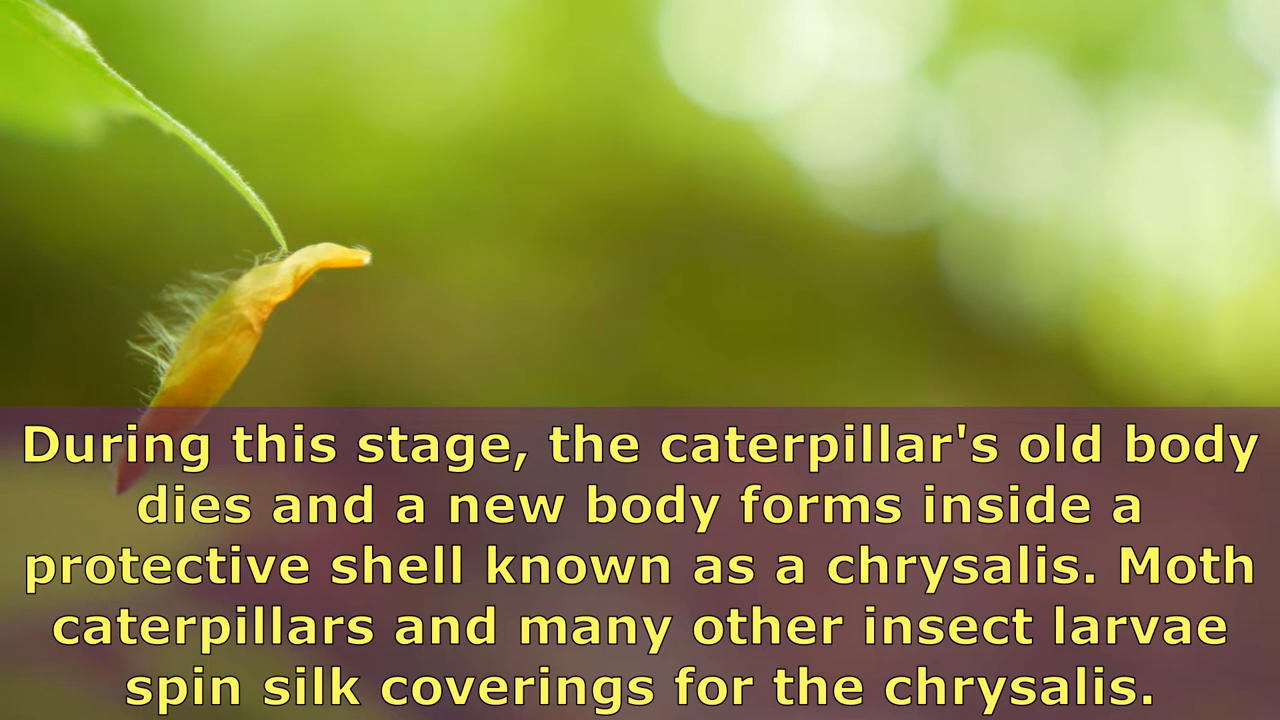 During this stage, the caterpillar's old body
dies and a new body forms inside a
protective shell known as a chrysalis. Moth
caterpillars and many other insect larvae
spin silk coverings for the chrysalis.